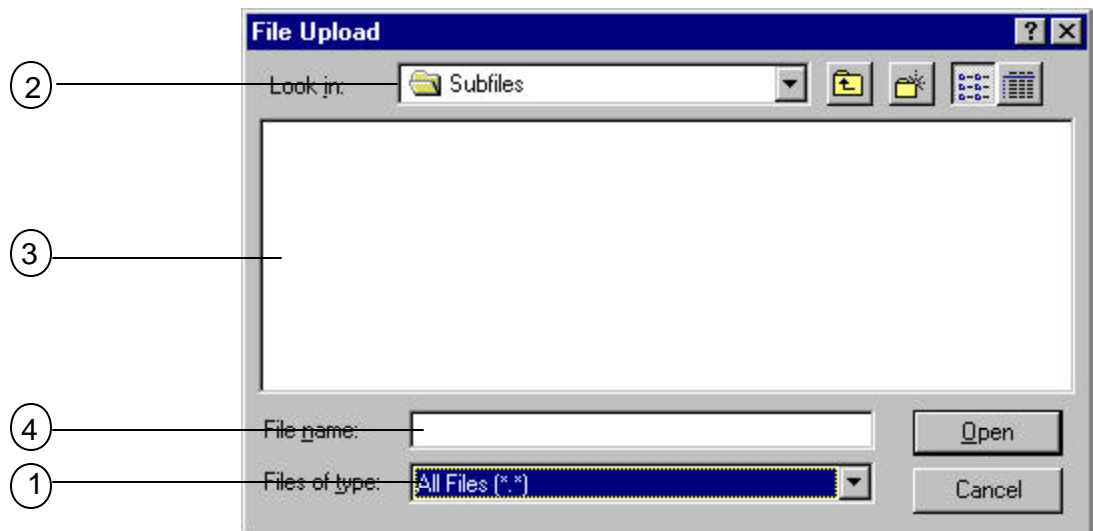 File Upload
2
Look in: Subfiles
3
4
File name:
Open
1
Files of type: All Files (*.*)
Cancel